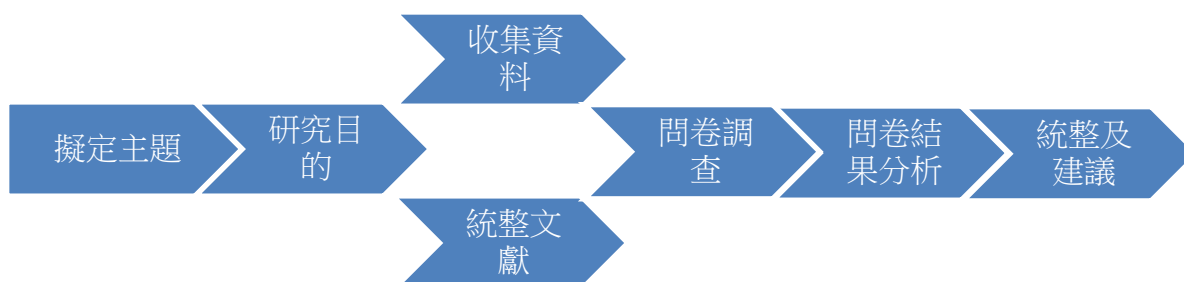 擬定主題
研究目
的
收集資
料
統整文
獻
問卷調
查
問卷結
果分析
統整及
建議